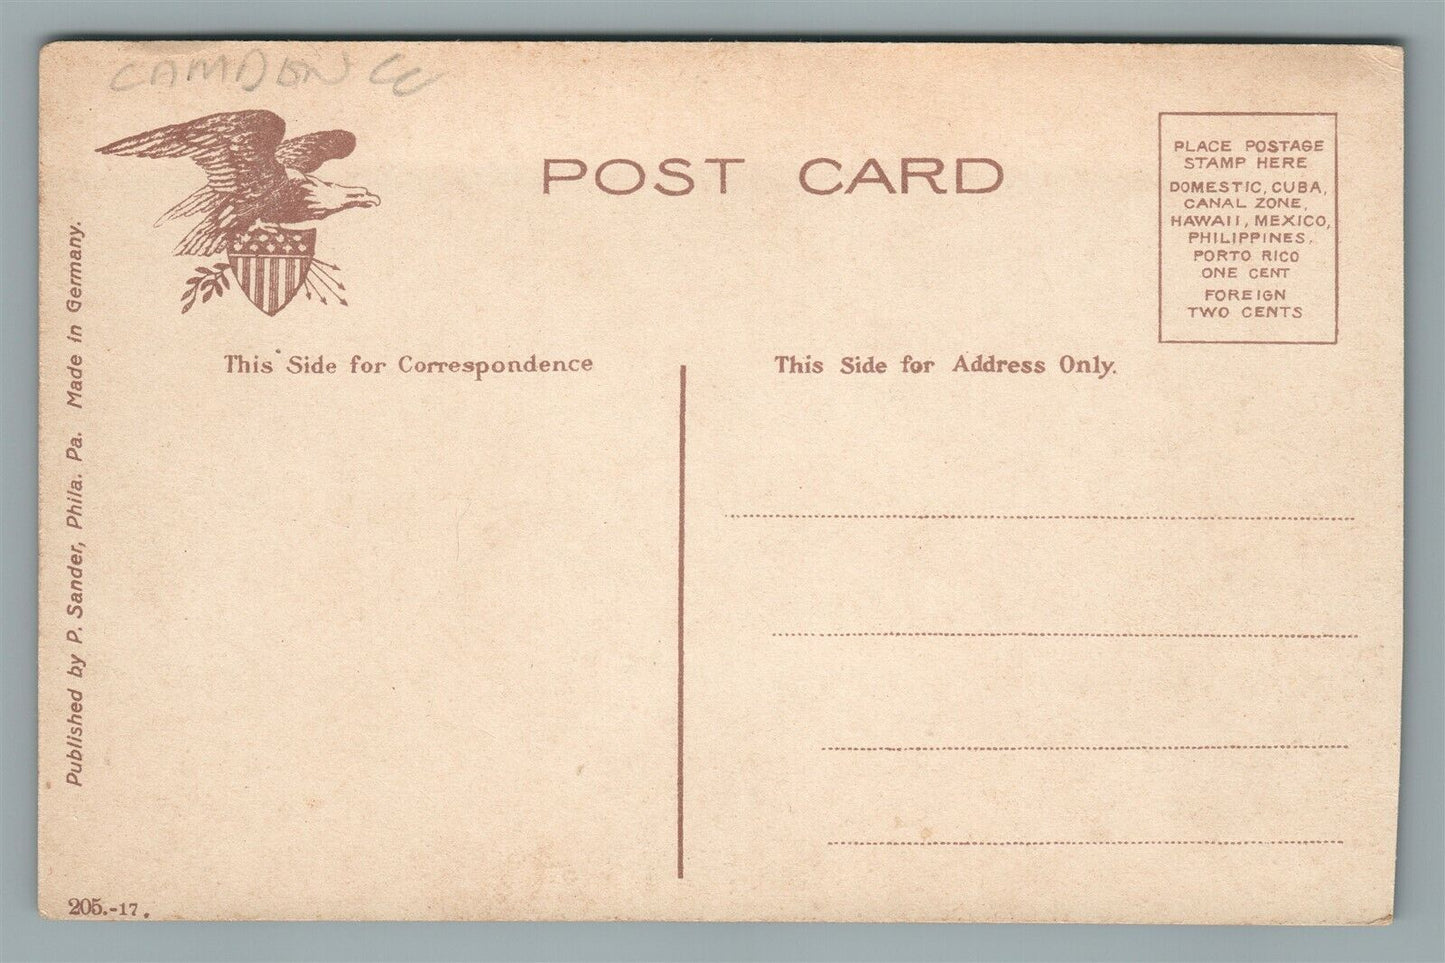 CAMDEN
POST CARD
PLACE POSTAGE
STAMP HERE
DOMESTIC, CUBA,
CANAL ZONE,
HAWAII, MEXICO,
PHILIPPINES,
PORTO RICO
ONE CENT
FOREIGN
TWO CENTS
This Side for Correspondence
This Side for Address Only.
Published by P. Sander, Phila. Pa. Made in Germany.
205.-17.